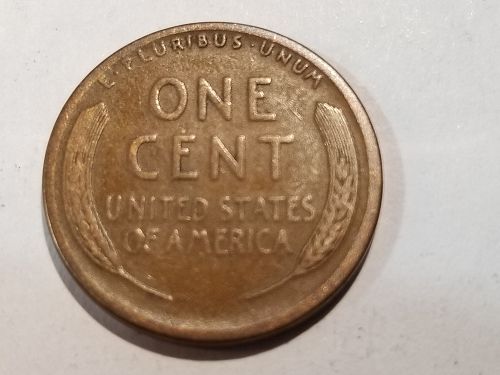 E·PLURIBUS·UNUM
ONE
CENT
UNITED STATES
OF AMERICA